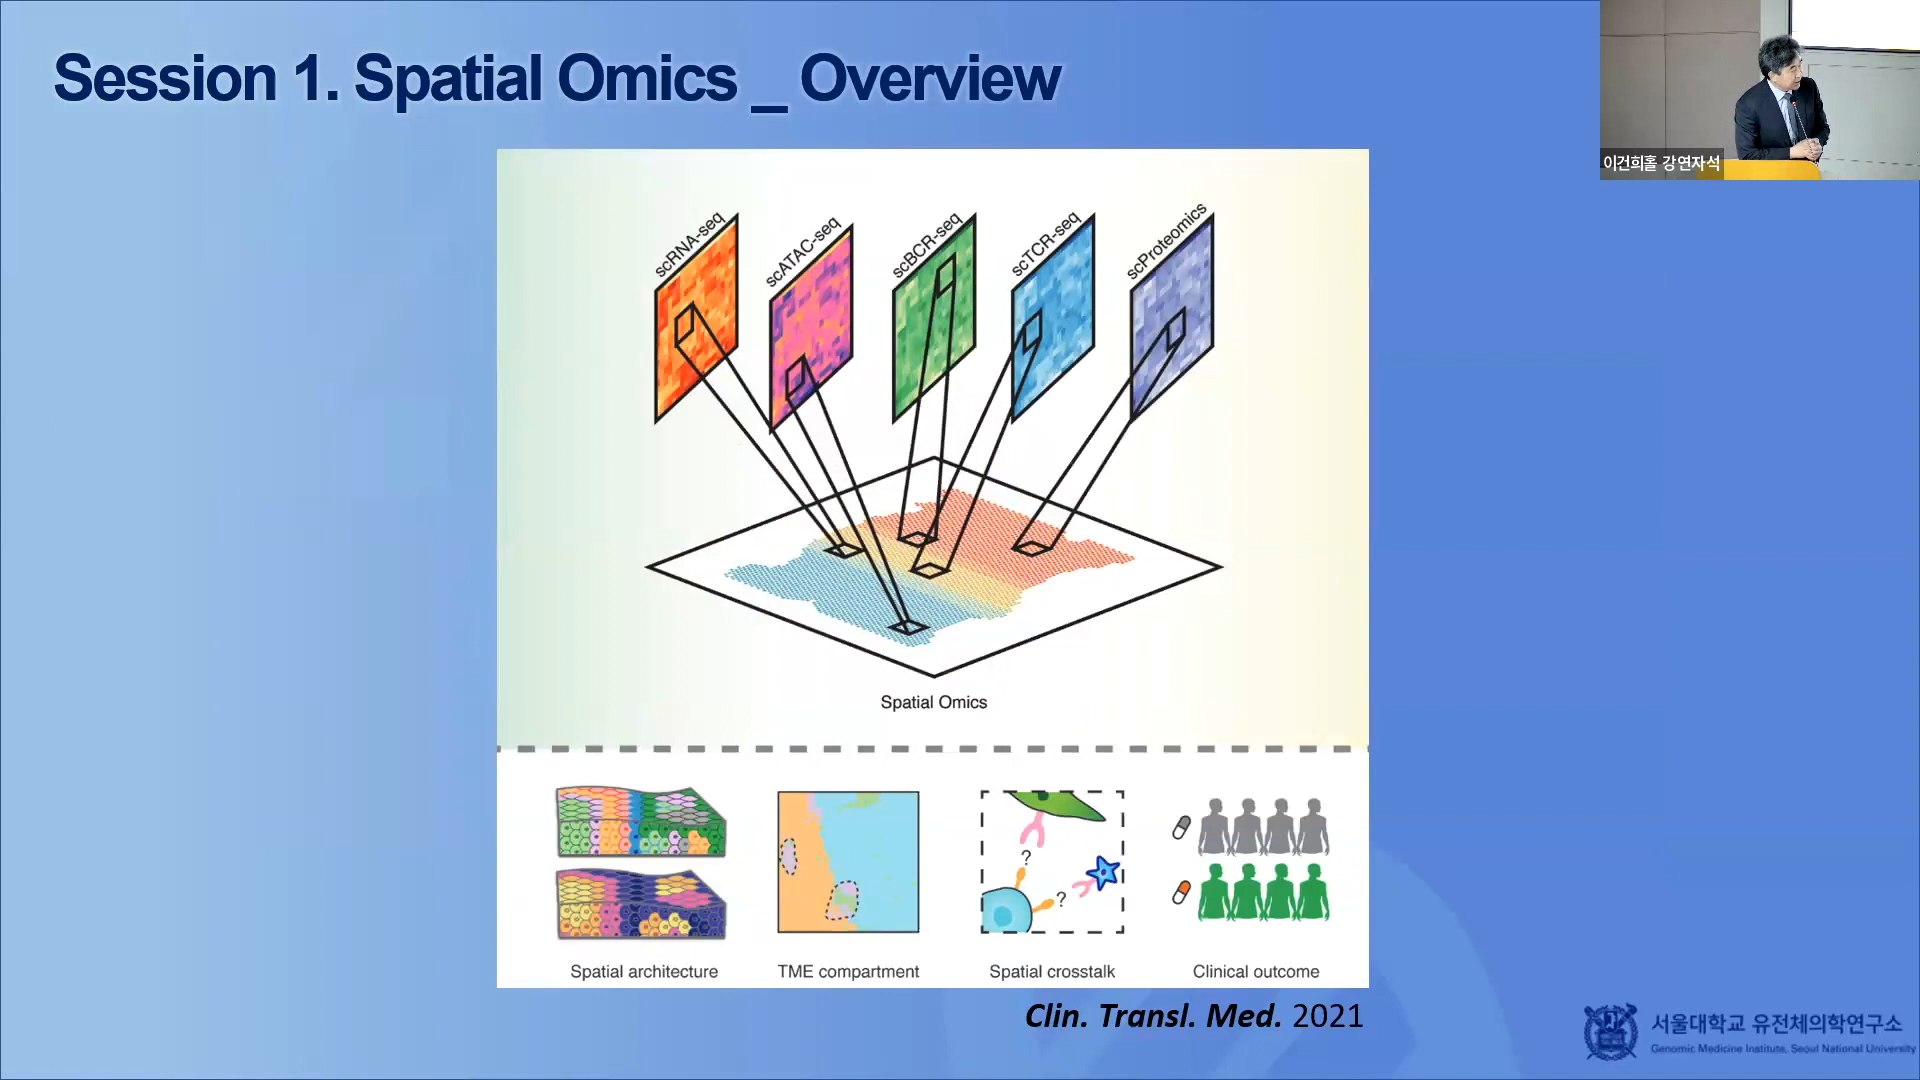 Session 1. Spatial Omics _ Overview
이건희홀 강연자석
scRNA-seq
scATAC-seq
scBCR-seq
scTCR-seq
scProteomics
Spatial Omics
?
?
Spatial architecture
TME compartment
Spatial crosstalk
Clinical outcome
Clin. Transl. Med. 2021
서울대학교 유전체의학연구소
Genomic Medicine Institute, Seoul National University